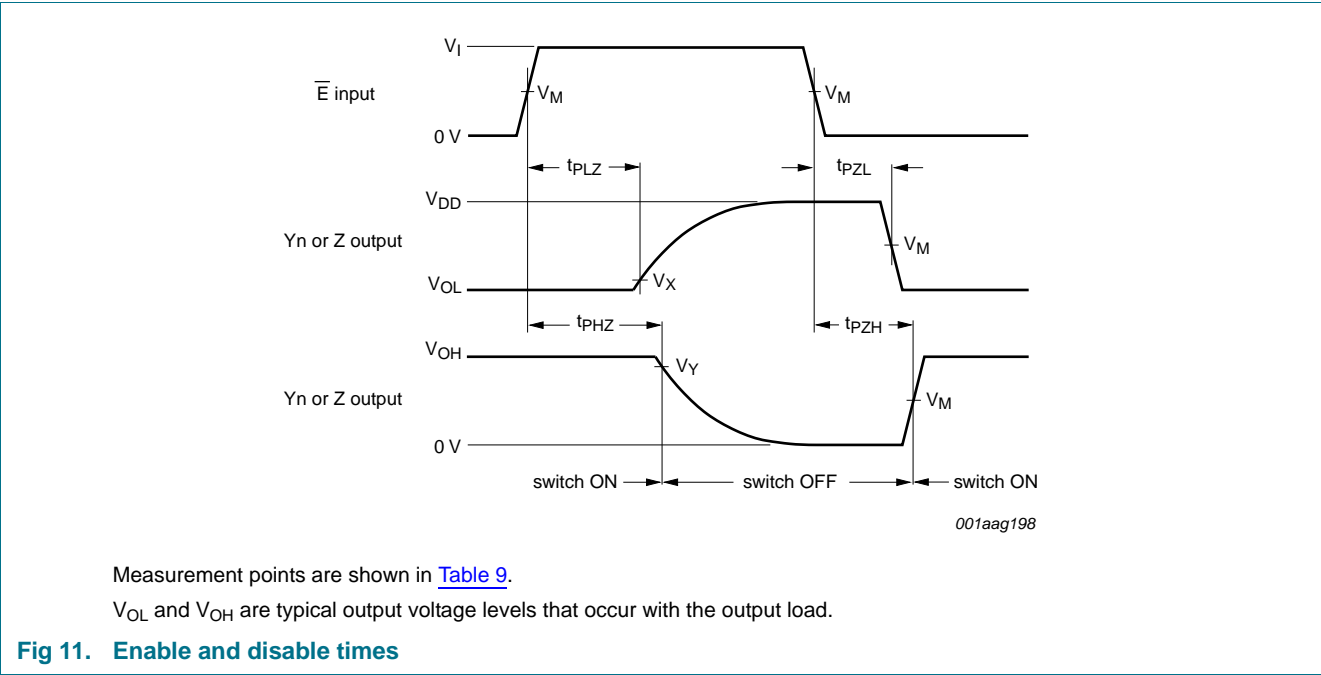 VI
E̅ input
VM
VM
0 V
tPLZ
tPZL
VDD
Yn or Z output
VM
VOL
VX
tPHZ
tPZH
VOH
VY
Yn or Z output
VM
0 V
switch ON
switch OFF
switch ON
001aag198
Measurement points are shown in Table 9.
VOL and VOH are typical output voltage levels that occur with the output load.
Fig 11. Enable and disable times